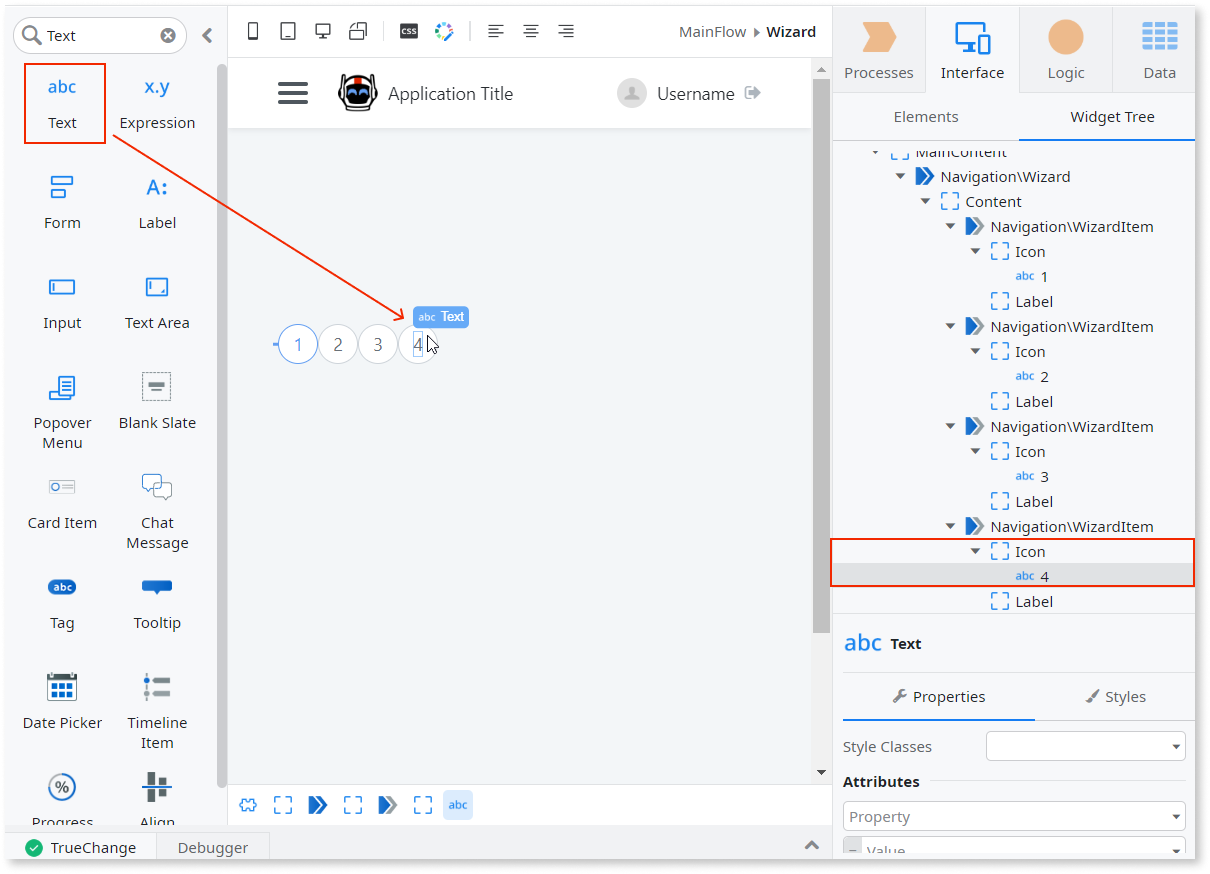 Text
abc
Text
x.y
Expression
Form
A:
Label
Input
Text Area
Popover
Menu
Blank Slate
Card Item
Chat
Message
abc
Tag
Tooltip
Date Picker
Timeline
Item
%
Progress
Align
TrueChange
Debugger
CSS
MainFlow Wizard
Application Title
Username
abc Text
1 2 3 4
abc
Processes
Interface
Logic
Data
Elements
Widget Tree
MainContent
Navigation\Wizard
Content
Navigation\WizardItem
Icon
abc 1
Label
Navigation\WizardItem
Icon
abc 2
Label
Navigation\WizardItem
Icon
abc 3
Label
Navigation\WizardItem
Icon
abc 4
Label
abc Text
Properties
Styles
Style Classes
Attributes
Property
= Value